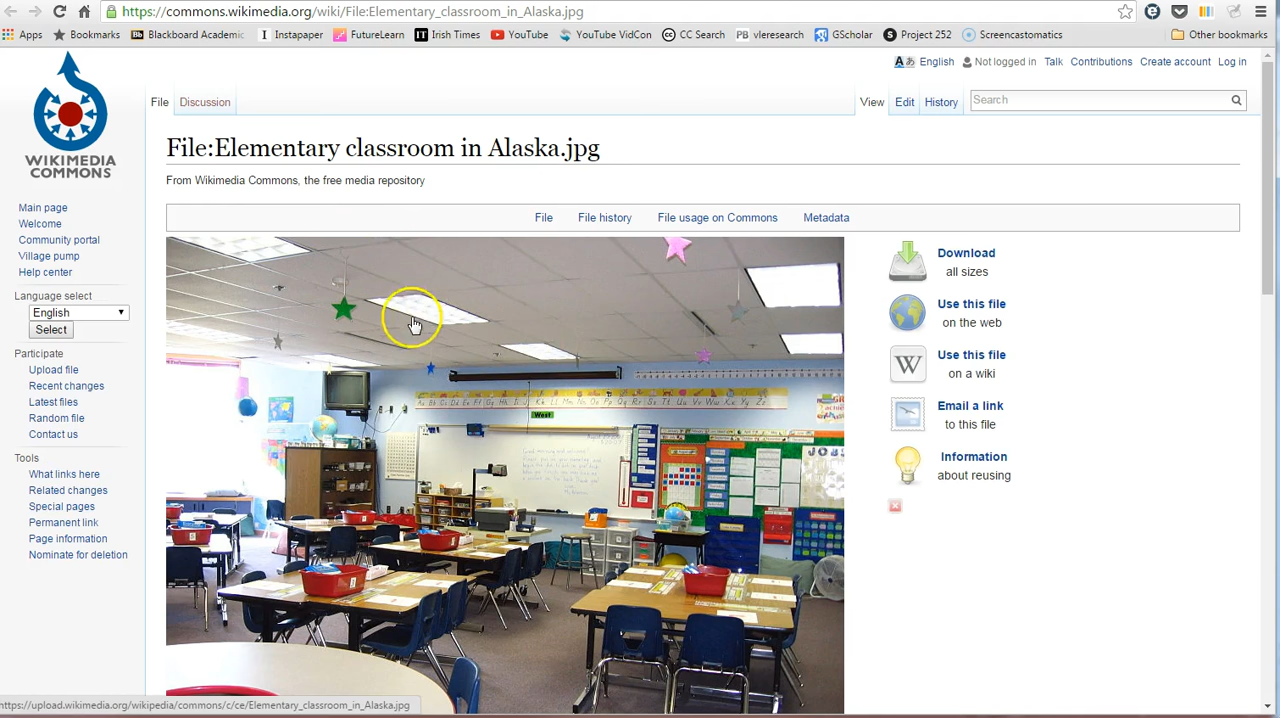 https://commons.wikimedia.org/wiki/File:Elementary_classroom_in_Alaska.jpg
Apps Bookmarks Bb Blackboard Academic I Instapaper FutureLearn IT Irish Times YouTube YouTube VidCon cc CC Search PB vleresearch GScholar S Project 252 Screencastomatics Other bookmarks
English Not logged in Talk Contributions Create account Log in
File Discussion View Edit History Search
WIKIMEDIA
COMMONS
File:Elementary classroom in Alaska.jpg
From Wikimedia Commons, the free media repository
File File history File usage on Commons Metadata
Main page
Welcome
Community portal
Village pump
Help center
Language select
English
Select
Participate
Upload file
Recent changes
Latest files
Random file
Contact us
Tools
What links here
Related changes
Special pages
Permanent link
Page information
Nominate for deletion
West
Download
all sizes
Use this file
on the web
W
Use this file
on a wiki
Email a link
to this file
Information
about reusing
https://upload.wikimedia.org/wikipedia/commons/c/ce/Elementary_classroom_in_Alaska.jpg